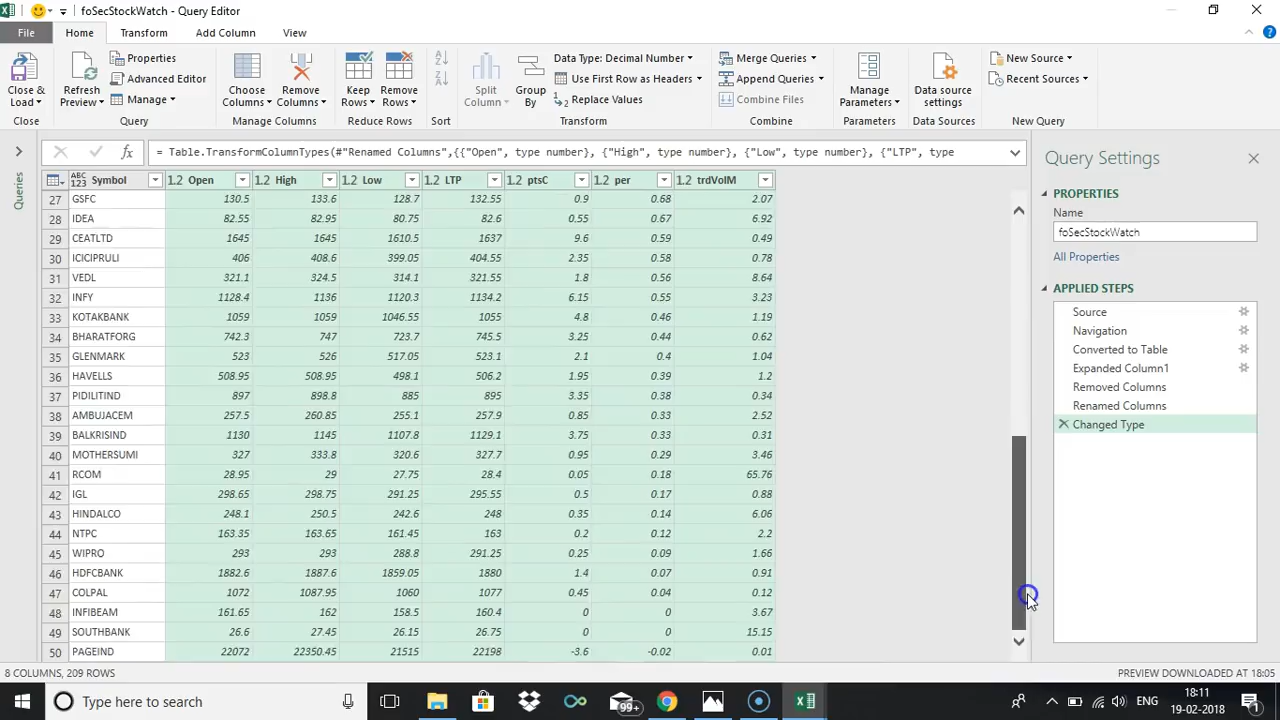 foSecStockWatch - Query Editor
File Home Transform Add Column View
Close & Load
Refresh Preview
Properties
Advanced Editor
Manage
Choose Columns
Remove Columns
Keep Rows
Remove Rows
Split Column
Group By
Data Type: Decimal Number
Use First Row as Headers
Replace Values
Merge Queries
Append Queries
Combine Files
Manage Parameters
Data source settings
New Source
Recent Sources
Close Query Manage Columns Reduce Rows Sort Transform Combine Parameters Data Sources New Query
= Table.TransformColumnTypes(#"Renamed Columns",{{"Open", type number}, {"High", type number}, {"Low", type number}, {"LTP", type
Queries
ABC 123 Symbol 1.2 Open 1.2 High 1.2 Low 1.2 LTP 1.2 ptsC 1.2 per 1.2 trdVolM
27 GSFC 130.5 133.6 128.7 132.55 0.9 0.68 2.07
28 IDEA 82.55 82.95 80.75 82.6 0.55 0.67 6.92
29 CEATLTD 1645 1645 1610.5 1637 9.6 0.59 0.49
30 ICICIPRULI 406 408.6 399.05 404.55 2.35 0.58 0.78
31 VEDL 321.1 324.5 314.1 321.55 1.8 0.56 8.64
32 INFY 1128.4 1136 1120.3 1134.2 6.15 0.55 3.23
33 KOTAKBANK 1059 1059 1046.55 1055 4.8 0.46 1.19
34 BHARATFORG 742.3 747 723.7 745.5 3.25 0.44 0.62
35 GLENMARK 523 526 517.05 523.1 2.1 0.4 1.04
36 HAVELLS 508.95 508.95 498.1 506.2 1.95 0.39 1.2
37 PIDILITIND 897 898.8 885 895 3.35 0.38 0.34
38 AMBUJACEM 257.5 260.85 255.1 257.9 0.85 0.33 2.52
39 BALKRISIND 1130 1145 1107.8 1129.1 3.75 0.33 0.31
40 MOTHERSUMI 327 333.8 320.6 327.7 0.95 0.29 3.46
41 RCOM 28.95 29 27.75 28.4 0.05 0.18 65.76
42 IGL 298.65 298.75 291.25 295.55 0.5 0.17 0.88
43 HINDALCO 248.1 250.5 242.6 248 0.35 0.14 6.06
44 NTPC 163.35 163.65 161.45 163 0.2 0.12 2.2
45 WIPRO 293 293 288.8 291.25 0.25 0.09 1.66
46 HDFCBANK 1882.6 1887.6 1859.05 1880 1.4 0.07 0.91
47 COLPAL 1072 1087.95 1060 1077 0.45 0.04 0.12
48 INFIBEAM 161.65 162 158.5 160.4 0 0 3.67
49 SOUTHBANK 26.6 27.45 26.15 26.75 0 0 15.15
50 PAGEIND 22072 22350.45 21515 22198 -3.6 -0.02 0.01
Query Settings
PROPERTIES
Name
foSecStockWatch
All Properties
APPLIED STEPS
Source
Navigation
Converted to Table
Expanded Column1
Removed Columns
Renamed Columns
Changed Type
8 COLUMNS, 209 ROWS
PREVIEW DOWNLOADED AT 18:05
Type here to search
99+
ENG
18:11
19-02-2018
1